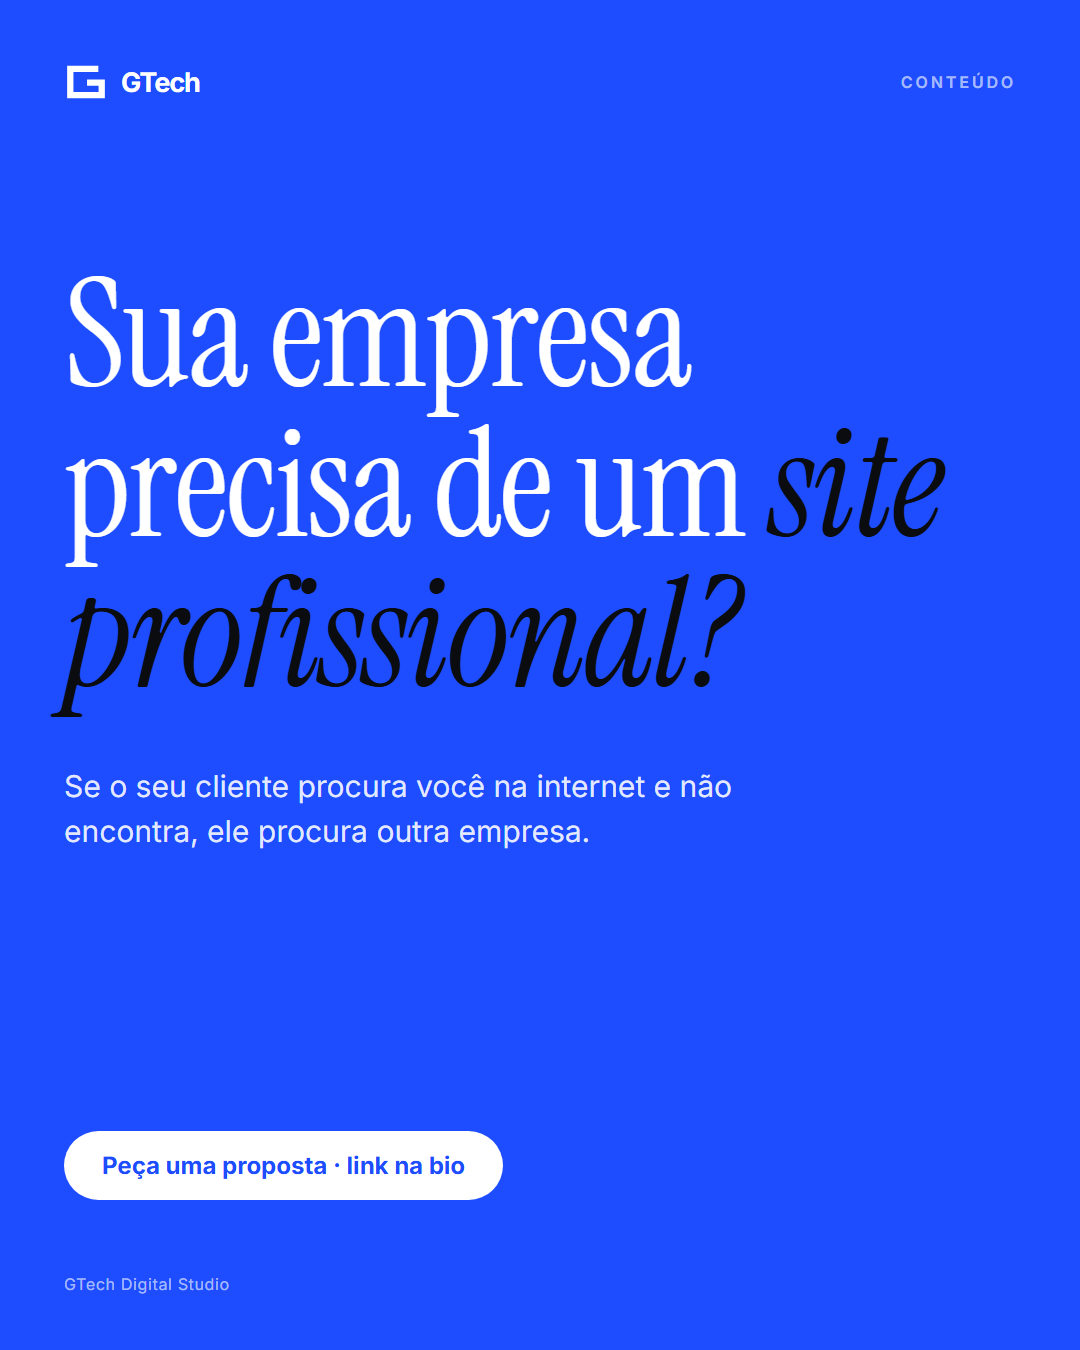 GTech
CONTEÚDO
Sua empresa
precisa de um site
profissional?
Se o seu cliente procura você na internet e não
encontra, ele procura outra empresa.
Peça uma proposta · link na bio
GTech Digital Studio